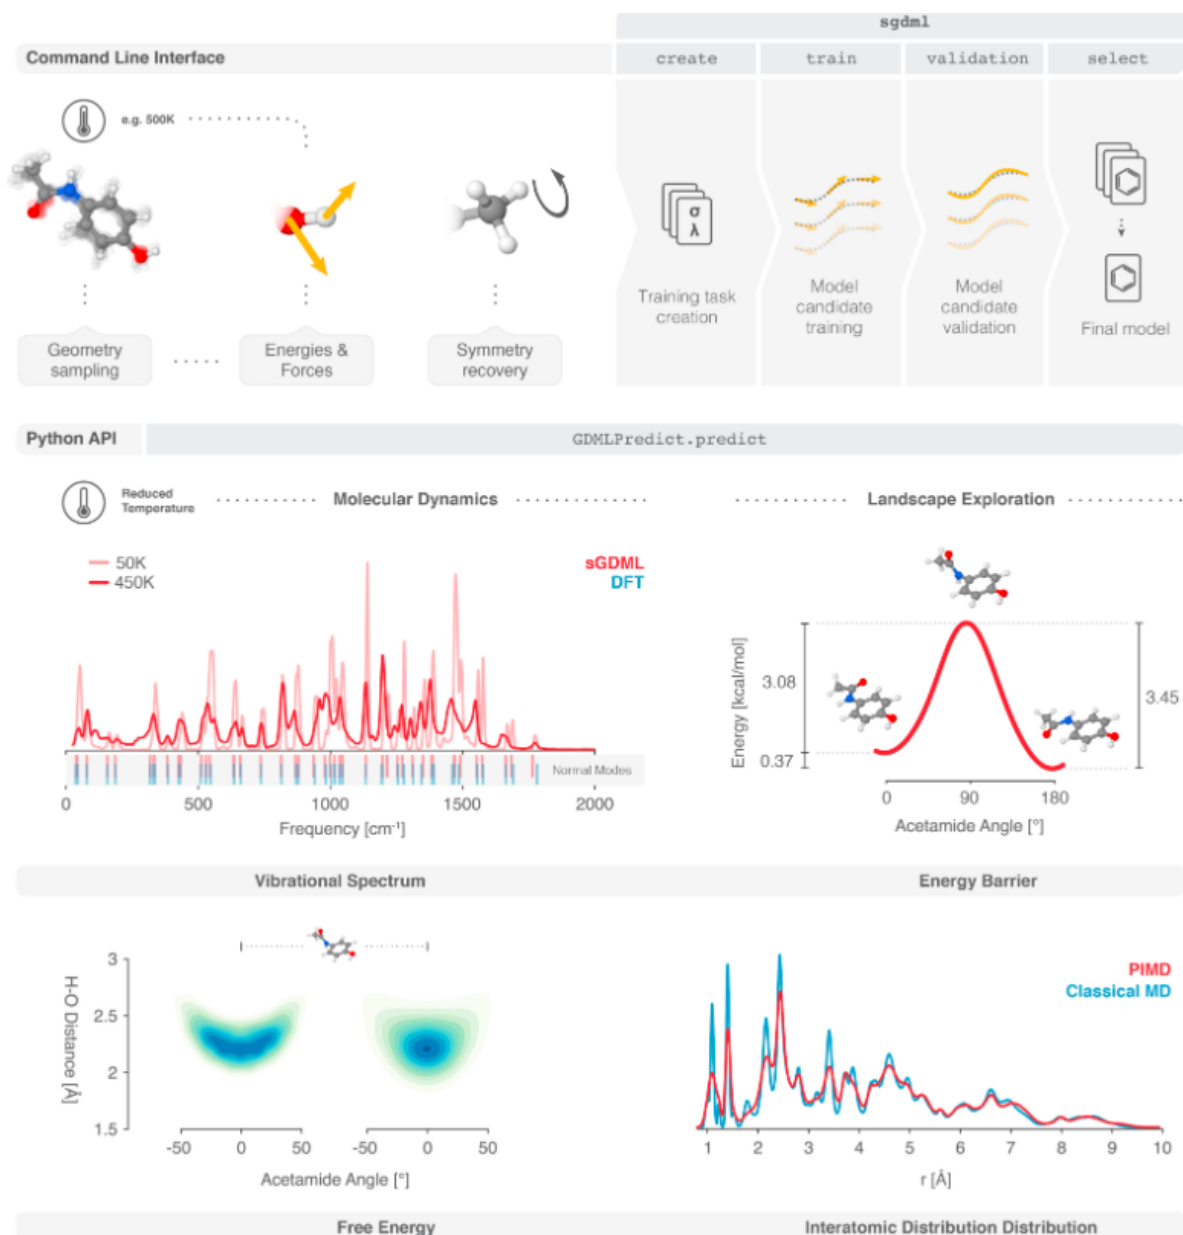 sgdml
Command Line Interface
create train validation select
e.g. 500K
σ
λ
Training task
creation
Model
candidate
training
Model
candidate
validation
Final model
Geometry
sampling
Energies &
Forces
Symmetry
recovery
Python API
GDMLPredict.predict
Reduced
Temperature
Molecular Dynamics
Landscape Exploration
50K
450K
sGDML
DFT
Normal Modes
0 500 1000 1500 2000
Frequency [cm⁻¹]
Energy [kcal/mol]
3.08
0.37
3.45
0 90 180
Acetamide Angle [°]
Vibrational Spectrum
Energy Barrier
H-O Distance [Å]
3
2.5
2
1.5
-50 0 50 -50 0 50
Acetamide Angle [°]
PIMD
Classical MD
1 2 3 4 5 6 7 8 9 10
r [Å]
Free Energy
Interatomic Distribution Distribution